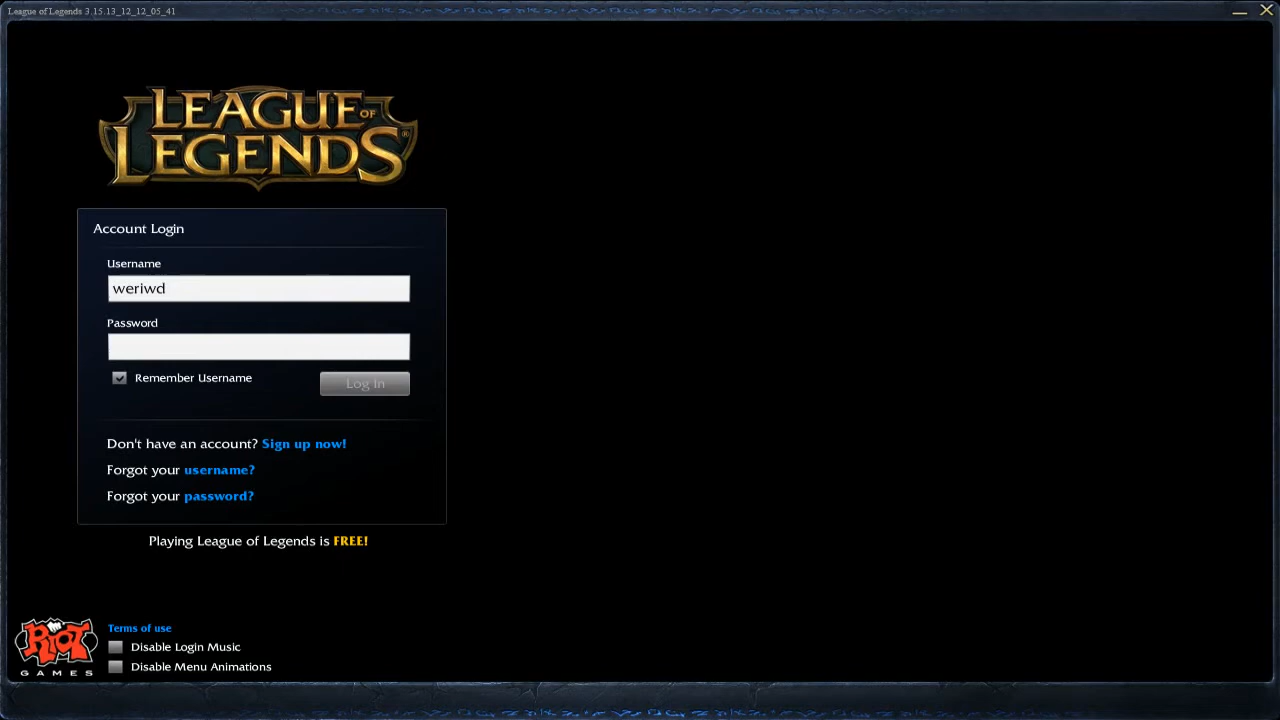 League of Legends 3.15.13_12_12_05_41
LEAGUE OF
LEGENDS®
Account Login
Username
weriwd
Password
Remember Username
Log In
Don't have an account? Sign up now!
Forgot your username?
Forgot your password?
Playing League of Legends is FREE!
RIOT
GAMES
Terms of use
Disable Login Music
Disable Menu Animations